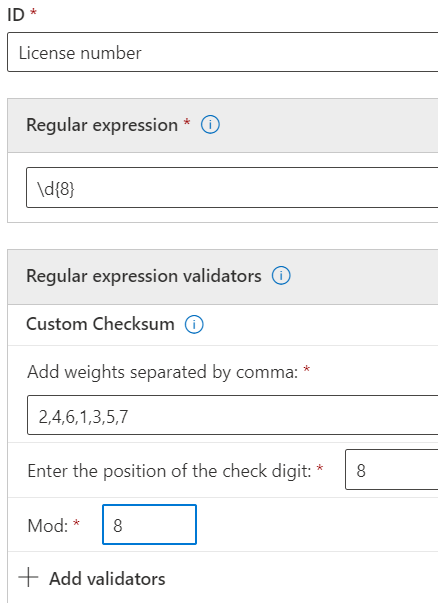 ID *
License number
Regular expression *
\d{8}
Regular expression validators
Custom Checksum
Add weights separated by comma: *
2,4,6,1,3,5,7
Enter the position of the check digit: * 8
Mod: * 8
+ Add validators